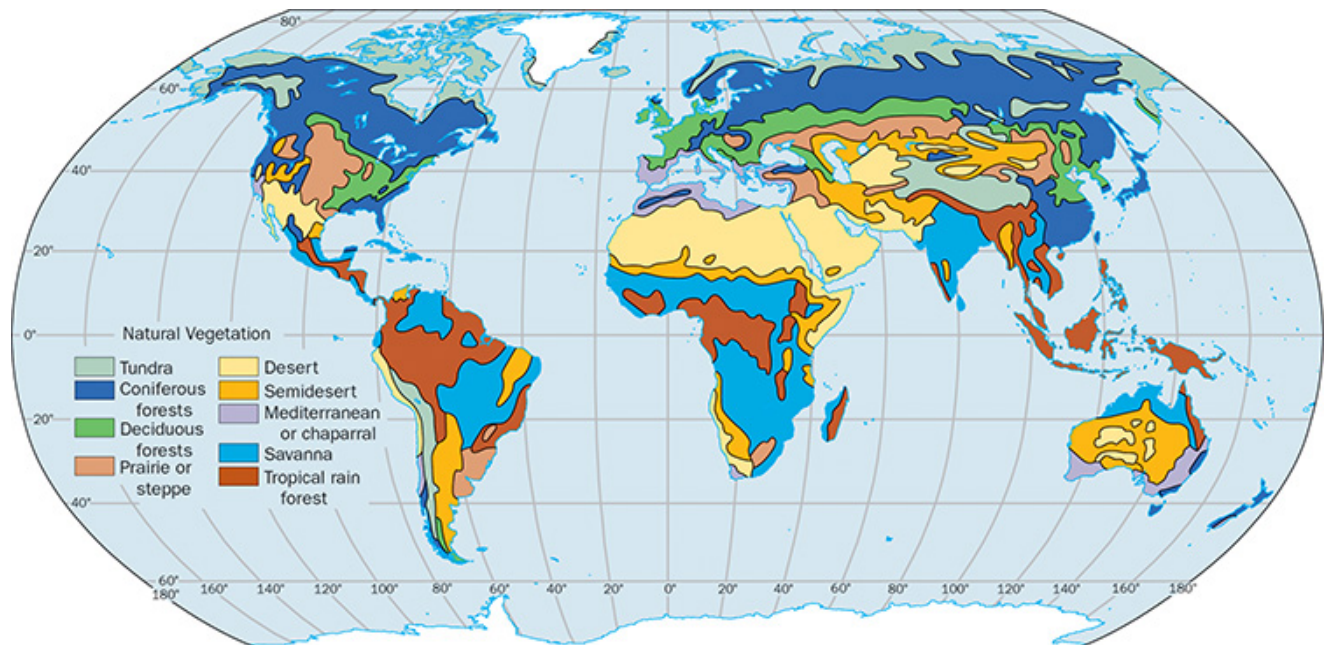 80°
60°
40°
20°
0°
20°
40°
60°
Natural Vegetation
Tundra
Coniferous
forests
Deciduous
forests
Prairie or
steppe
Desert
Semidesert
Mediterranean
or chaparral
Savanna
Tropical rain
forest
180° 160° 140° 120° 100° 80° 60° 40° 20° 0° 20° 40° 60° 80° 100° 120° 140° 160° 180°